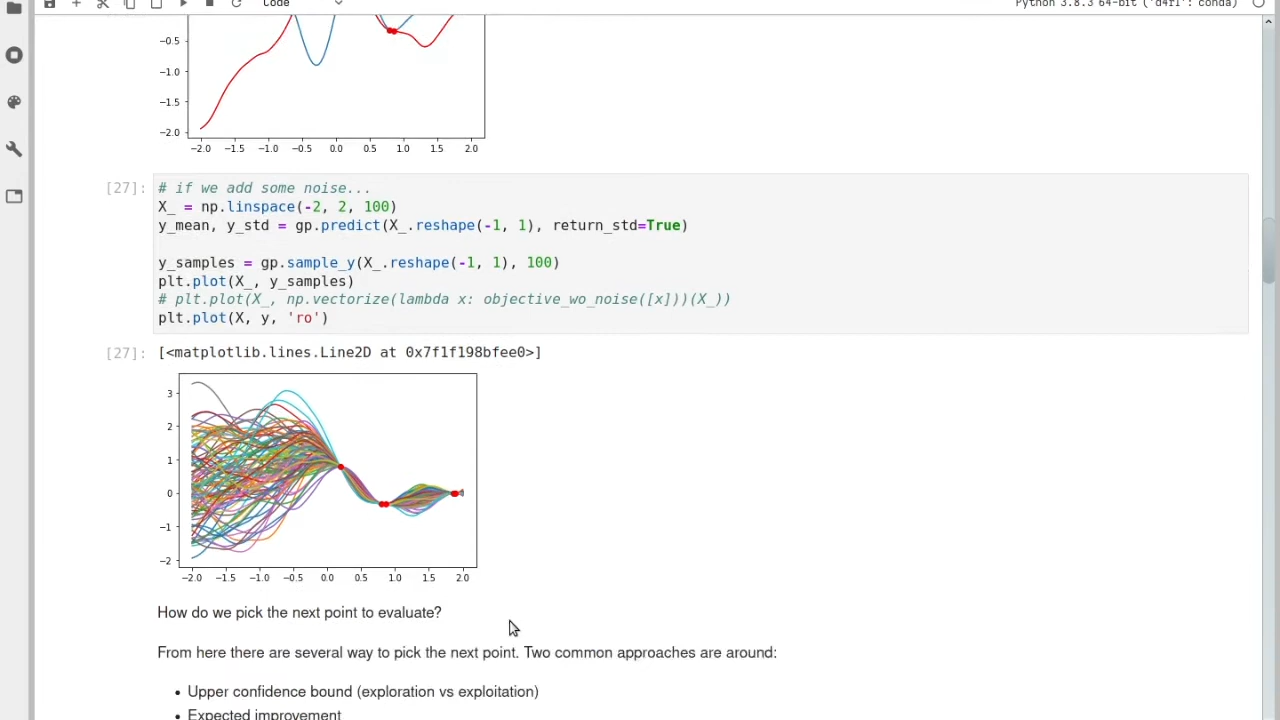 Code
Python 3.8.3 64-bit ('d4rl': conda)
−0.5
−1.0
−1.5
−2.0
−2.0 −1.5 −1.0 −0.5 0.0 0.5 1.0 1.5 2.0
[27]: # if we add some noise...
X_ = np.linspace(-2, 2, 100)
y_mean, y_std = gp.predict(X_.reshape(-1, 1), return_std=True)
y_samples = gp.sample_y(X_.reshape(-1, 1), 100)
plt.plot(X_, y_samples)
# plt.plot(X_, np.vectorize(lambda x: objective_wo_noise([x]))(X_))
plt.plot(X, y, 'ro')
[27]: [<matplotlib.lines.Line2D at 0x7f1f198bfee0>]
3
2
1
0
−1
−2
−2.0 −1.5 −1.0 −0.5 0.0 0.5 1.0 1.5 2.0
How do we pick the next point to evaluate?
From here there are several way to pick the next point. Two common approaches are around:
• Upper confidence bound (exploration vs exploitation)
• Expected improvement